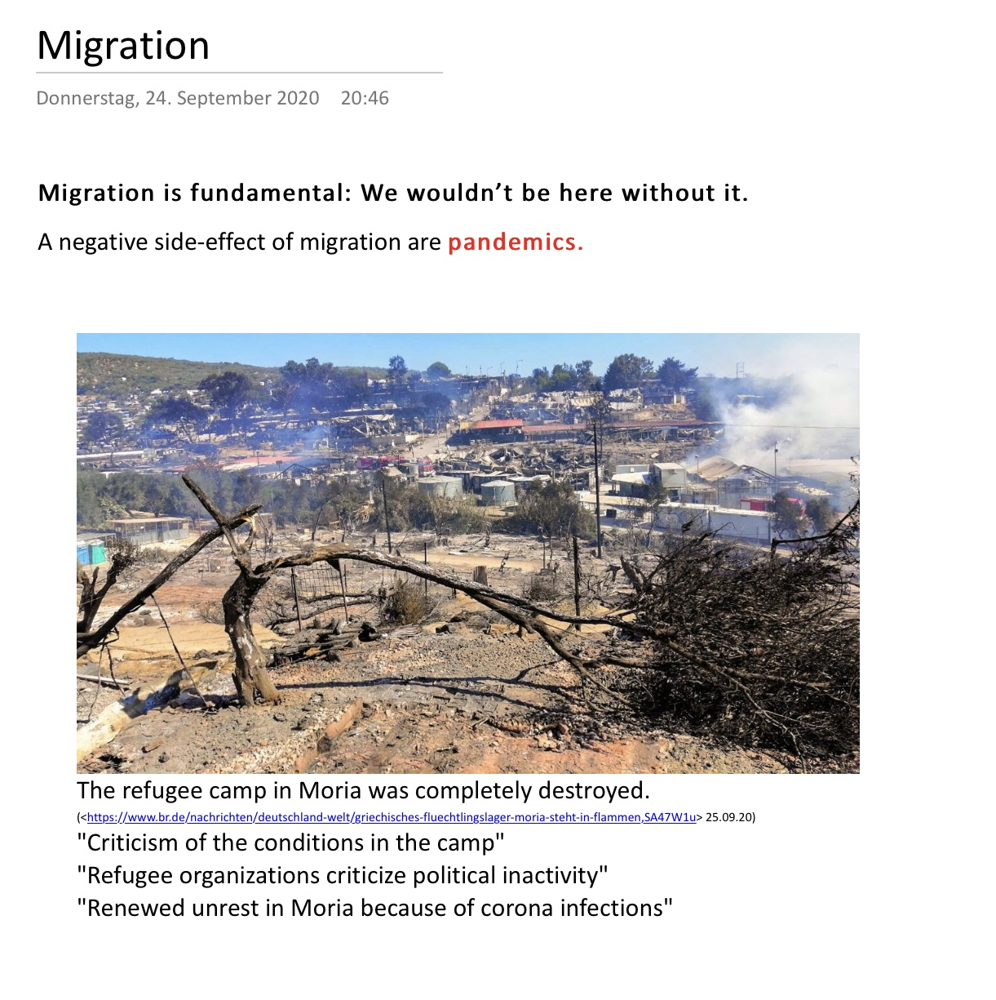 Migration
Donnerstag, 24. September 2020 20:46
Migration is fundamental: We wouldn’t be here without it.
A negative side-effect of migration are pandemics.
The refugee camp in Moria was completely destroyed.
(<https://www.br.de/nachrichten/deutschland-welt/griechisches-fluechtlingslager-moria-steht-in-flammen,SA47W1u> 25.09.20)
"Criticism of the conditions in the camp"
"Refugee organizations criticize political inactivity"
"Renewed unrest in Moria because of corona infections"